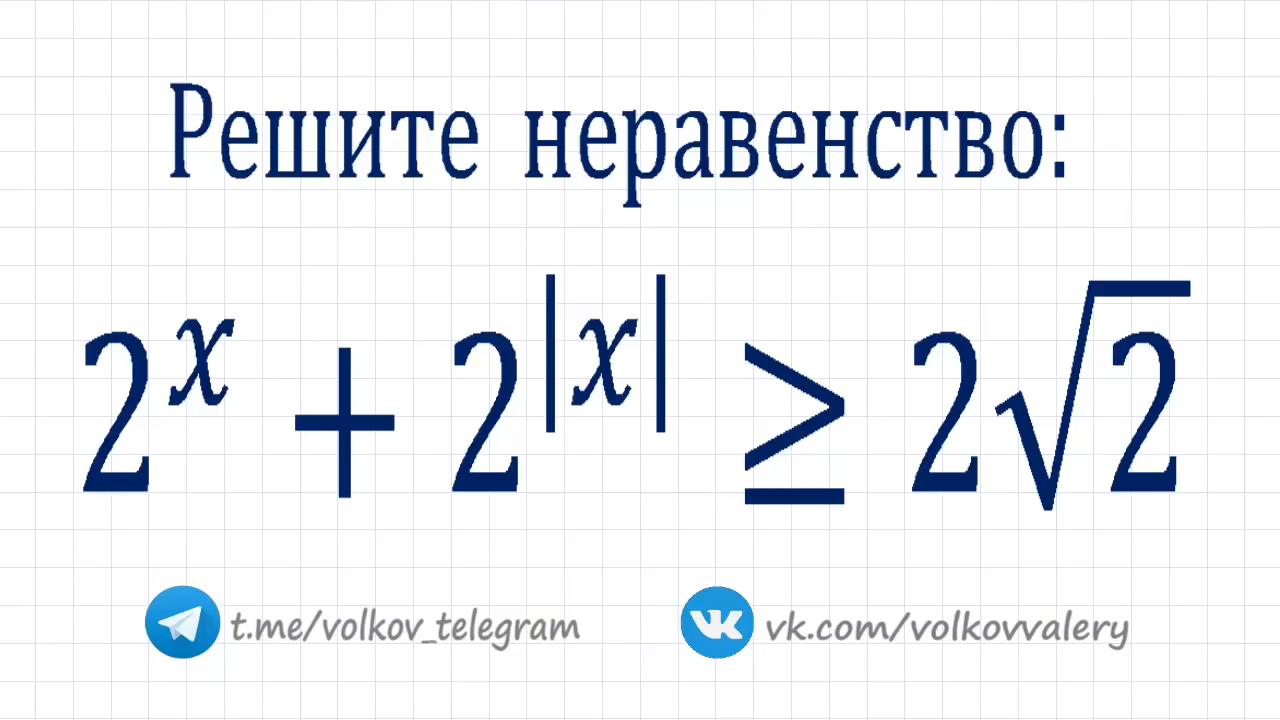 Решите неравенство:
2^x + 2^|x| ≥ 2√2
t.me/volkov_telegram
vk.com/volkovvalery